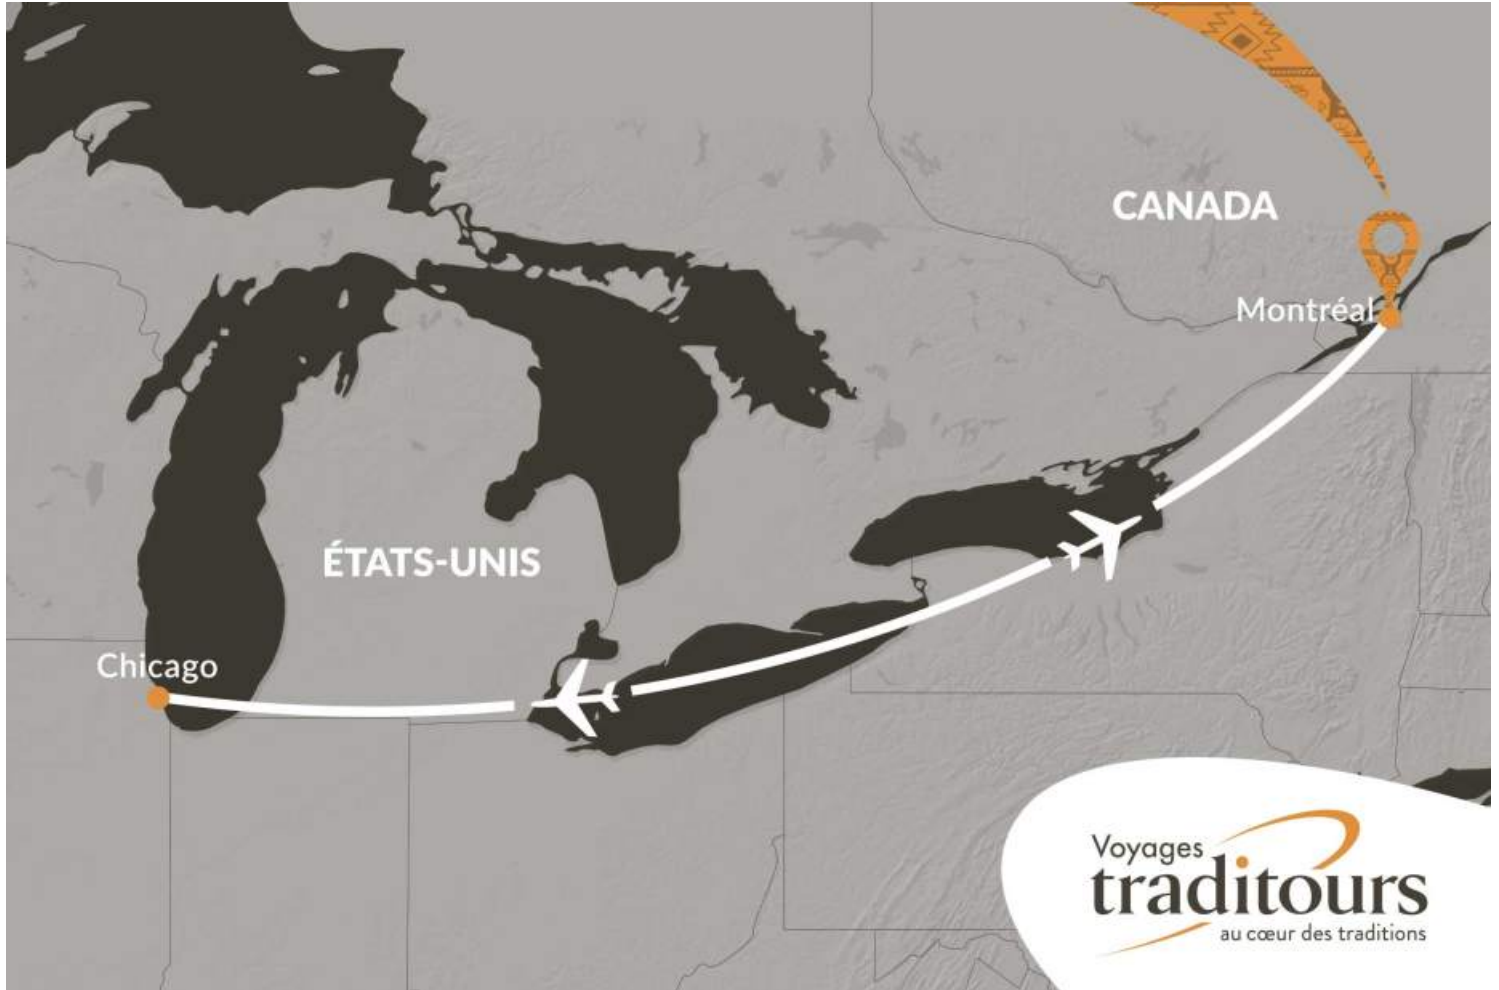 CANADA
Montréal
ÉTATS-UNIS
Chicago
Voyages
traditours
au cœur des traditions